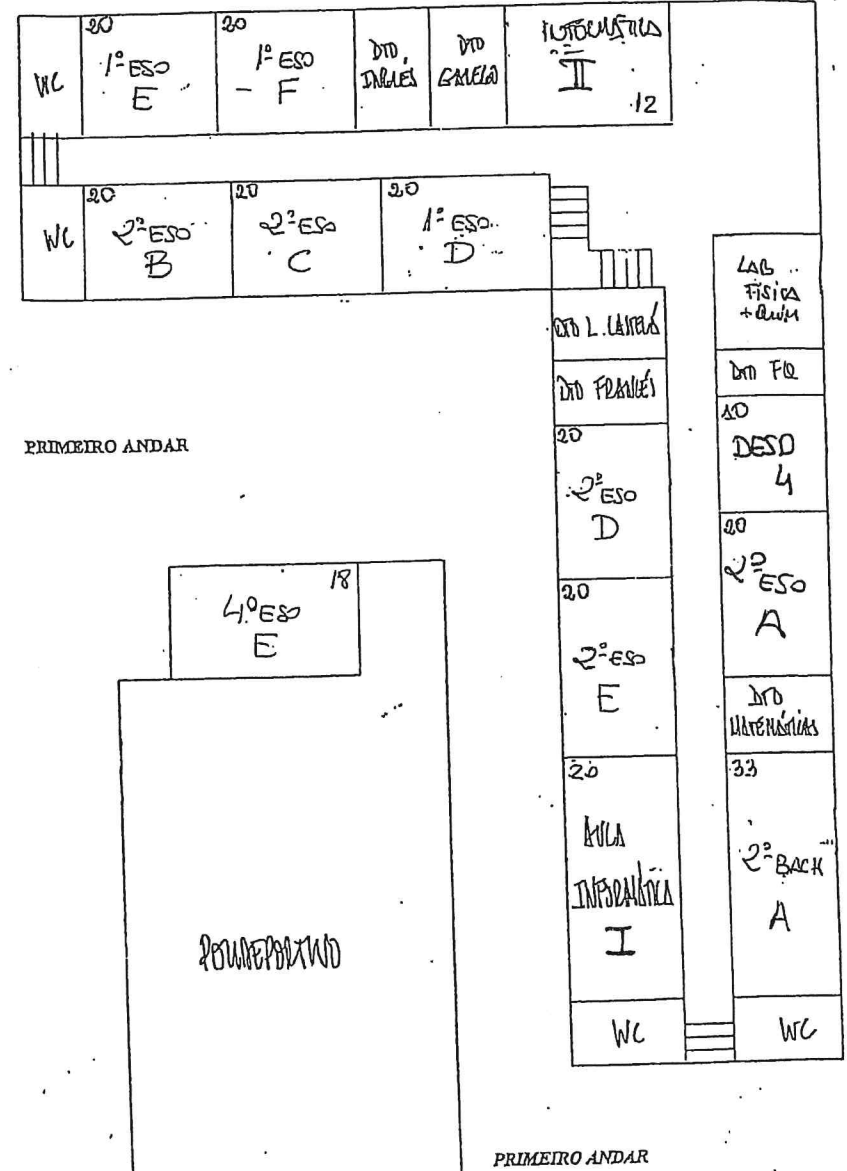 WC
20
1º ESO
E
20
1º ESO
F
DTO
INGLÉS
DTO
GALEGO
INFORMÁTICA
II
12
WC
20
2º ESO
B
20
2º ESO
C
20
1º ESO
D
DTO L. CASTELÁ
DTO FRANCÉS
20
2º ESO
D
20
2º ESO
E
20
AULA
INFORMÁTICA
I
WC
LAB
FÍSICA
+ QUÍM
DTO FQ
10
DESD
4
20
2º ESO
A
DTO
MATEMÁTICAS
33
2º BACH
A
WC
PRIMEIRO ANDAR
18
4.º ESO
E
POLIDEPORTIVO
PRIMEIRO ANDAR